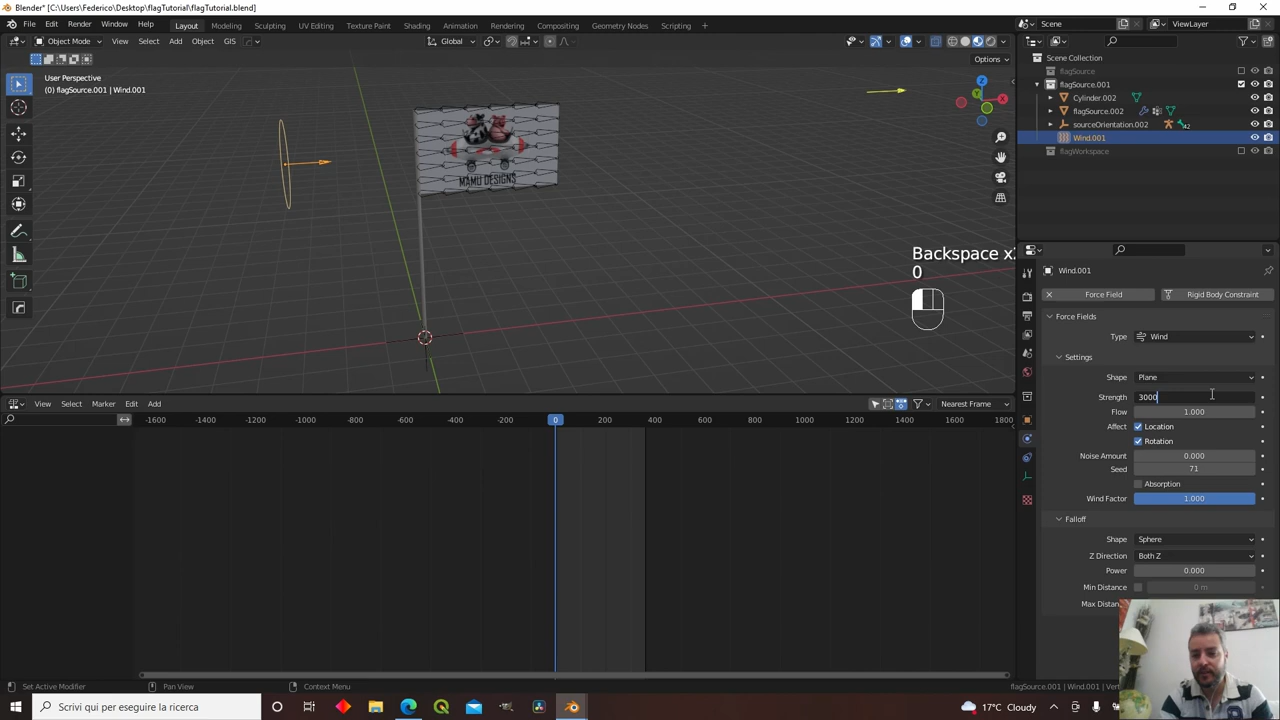 Blender* [C:\Users\Federico\Desktop\flagTutorial\flagTutorial.blend]
File Edit Render Window Help Layout Modeling Sculpting UV Editing Texture Paint Shading Animation Rendering Compositing Geometry Nodes Scripting +
Scene ViewLayer
Object Mode View Select Add Object GIS Global
Options
User Perspective
(0) flagSource.001 | Wind.001
MAMU DESIGNS
Backspace x
0
Scene Collection
flagSource
flagSource.001
Cylinder.002
flagSource.002
sourceOrientation.002
42
Wind.001
flagWorkspace
Wind.001
Force Field Rigid Body Constraint
Force Fields
Type Wind
Settings
Shape Plane
Strength 3000
Flow 1.000
Affect Location
Rotation
Noise Amount 0.000
Seed 71
Absorption
Wind Factor 1.000
Falloff
Shape Sphere
Z Direction Both Z
Power 0.000
Min Distance 0 m
Max Distan
View Select Marker Edit Add Nearest Frame
-1600 -1400 -1200 -1000 -800 -600 -400 -200 0 200 400 600 800 1000 1200 1400 1600 1800
Set Active Modifier Pan View Context Menu
flagSource.001 | Wind.001 | Vert
Scrivi qui per eseguire la ricerca
17°C Cloudy